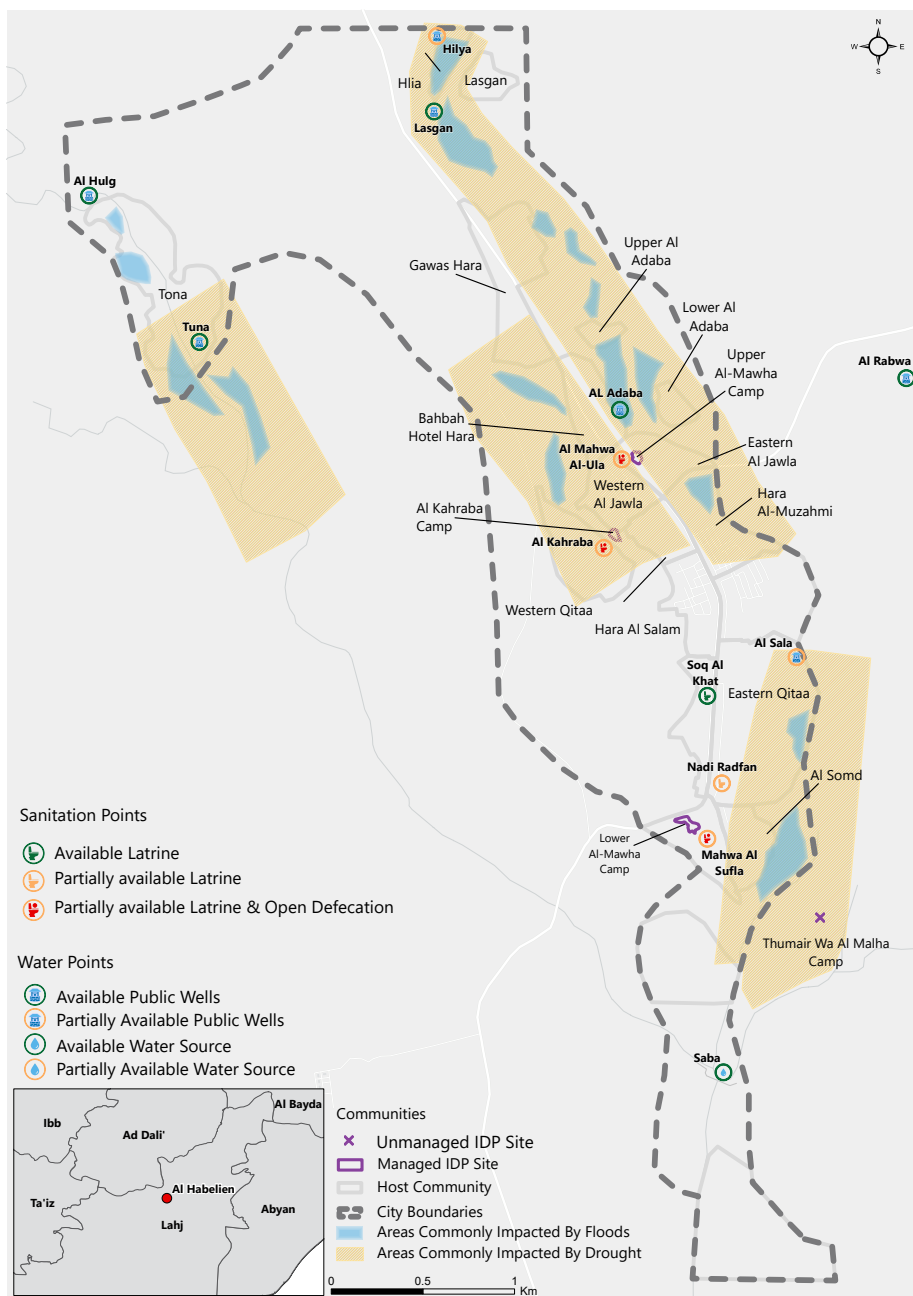 N
W
E
S
Hilya
Hlia
Lasgan
Lasgan
Al Hulg
Upper Al
Adaba
Gawas Hara
Tona
Lower Al
Adaba
Tuna
Upper
Al-Mawha
Camp
Al Rabwa
AL Adaba
Bahbah
Hotel Hara
Al Mahwa
Al-Ula
Eastern
Al Jawla
Western
Al Jawla
Hara
Al-Muzahmi
Al Kahraba
Camp
Al Kahraba
Western Qitaa
Hara Al Salam
Al Sala
Soq Al
Khat
Eastern Qitaa
Nadi Radfan
Al Somd
Lower
Al-Mawha
Camp
Mahwa Al
Sufla
Thumair Wa Al Malha
Camp
Saba
Sanitation Points
Available Latrine
Partially available Latrine
Partially available Latrine & Open Defecation
Water Points
Available Public Wells
Partially Available Public Wells
Available Water Source
Partially Available Water Source
Al Bayda
Ibb
Ad Dali'
Ta'iz
Al Habelien
Lahj
Abyan
Communities
Unmanaged IDP Site
Managed IDP Site
Host Community
City Boundaries
Areas Commonly Impacted By Floods
Areas Commonly Impacted By Drought
0
0.5
1
Km